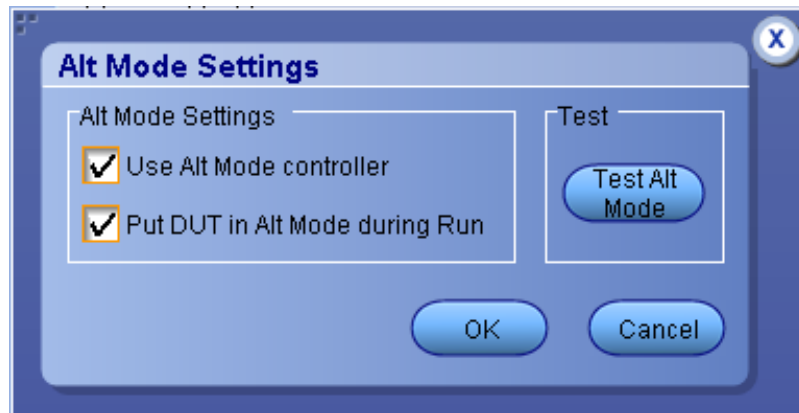 Alt Mode Settings
Alt Mode Settings
Use Alt Mode controller
Put DUT in Alt Mode during Run
Test
Test Alt
Mode
OK
Cancel
X